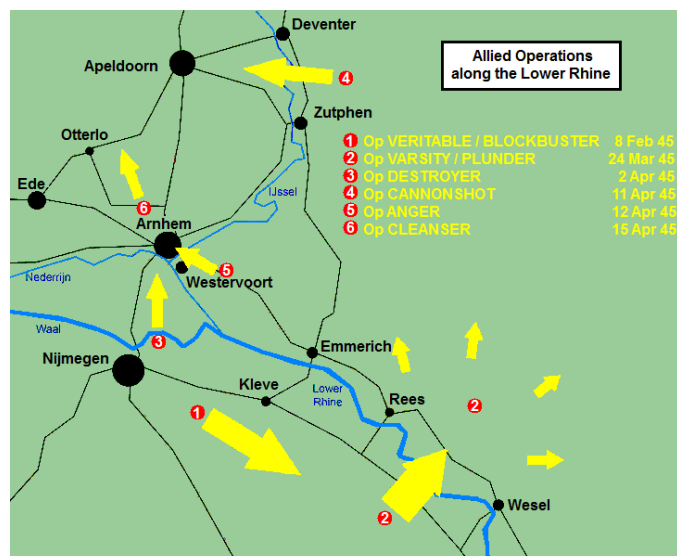 Deventer
Allied Operations
along the Lower Rhine
Apeldoorn
4
Zutphen
Otterlo
1 Op VERITABLE / BLOCKBUSTER 8 Feb 45
2 Op VARSITY / PLUNDER 24 Mar 45
3 Op DESTROYER 2 Apr 45
4 Op CANNONSHOT 11 Apr 45
5 Op ANGER 12 Apr 45
6 Op CLEANSER 15 Apr 45
Ede
IJssel
6
Arnhem
5
Nederrijn
Westervoort
Waal
3
Emmerich
Nijmegen
Kleve
Lower
Rhine
Rees
2
1
Wesel
2